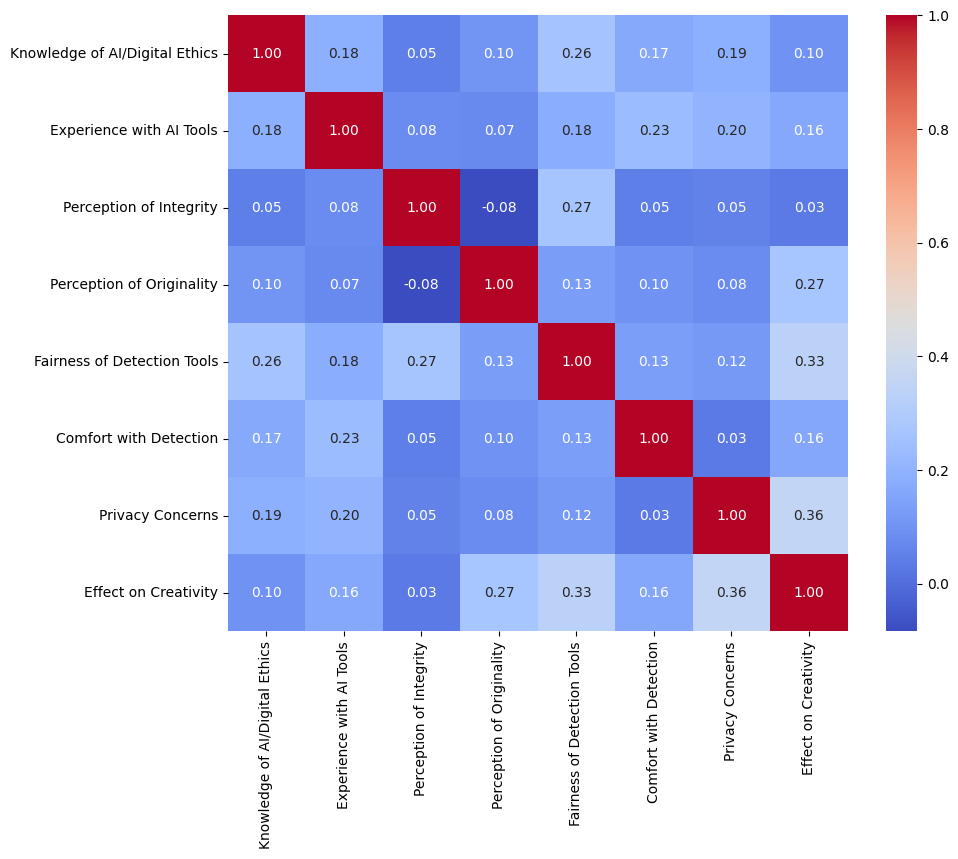 Knowledge of AI/Digital Ethics 1.00 0.18 0.05 0.10 0.26 0.17 0.19 0.10
Experience with AI Tools 0.18 1.00 0.08 0.07 0.18 0.23 0.20 0.16
Perception of Integrity 0.05 0.08 1.00 -0.08 0.27 0.05 0.05 0.03
Perception of Originality 0.10 0.07 -0.08 1.00 0.13 0.10 0.08 0.27
Fairness of Detection Tools 0.26 0.18 0.27 0.13 1.00 0.13 0.12 0.33
Comfort with Detection 0.17 0.23 0.05 0.10 0.13 1.00 0.03 0.16
Privacy Concerns 0.19 0.20 0.05 0.08 0.12 0.03 1.00 0.36
Effect on Creativity 0.10 0.16 0.03 0.27 0.33 0.16 0.36 1.00
Knowledge of AI/Digital Ethics
Experience with AI Tools
Perception of Integrity
Perception of Originality
Fairness of Detection Tools
Comfort with Detection
Privacy Concerns
Effect on Creativity
1.0
0.8
0.6
0.4
0.2
0.0